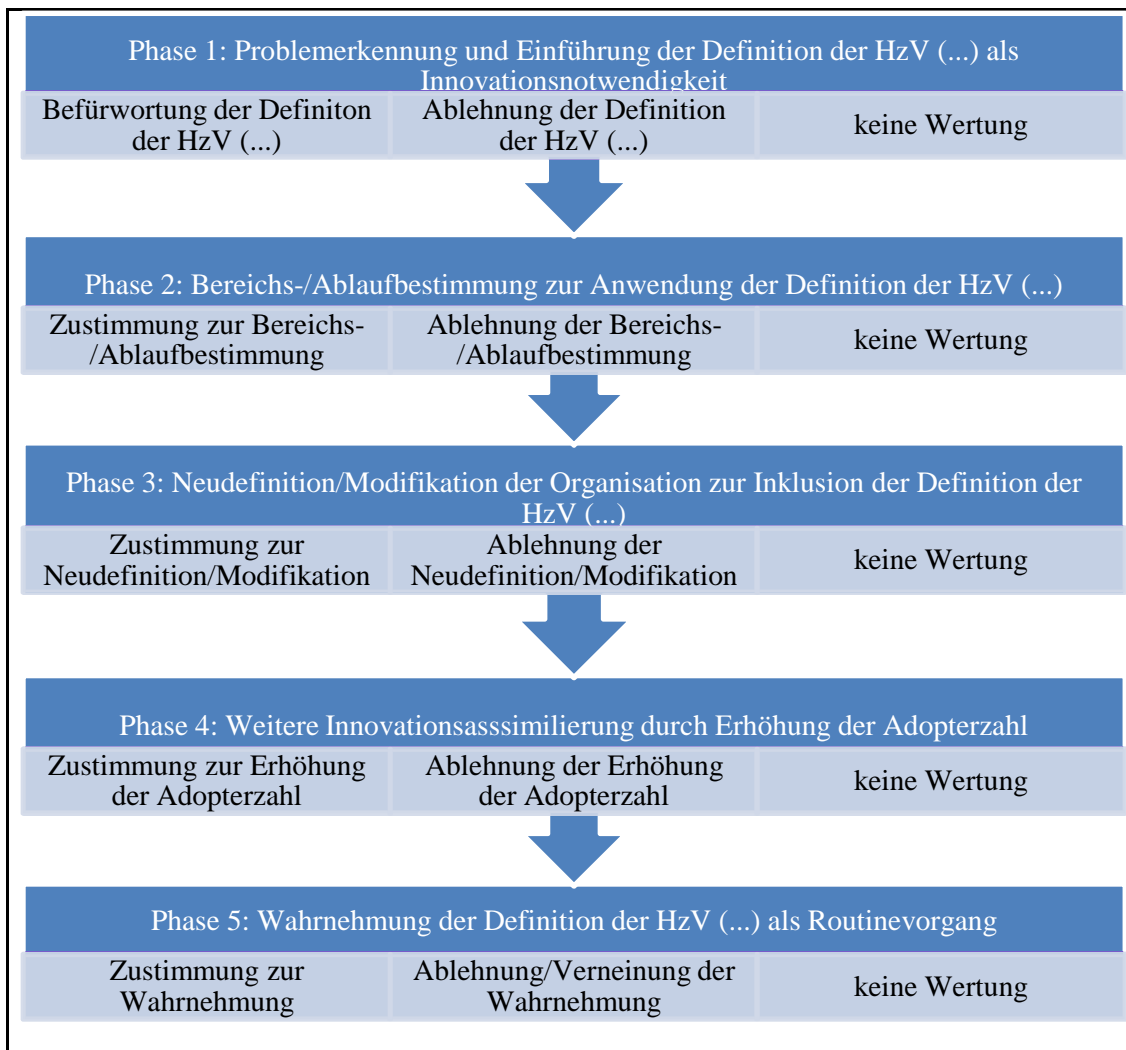 Phase 1: Problemerkennung und Einführung der Definition der HzV (...) als
Innovationsnotwendigkeit
Befürwortung der Definiton
der HzV (...)
Ablehnung der Definition
der HzV (...)
keine Wertung
Phase 2: Bereichs-/Ablaufbestimmung zur Anwendung der Definition der HzV (...)
Zustimmung zur Bereichs-
/Ablaufbestimmung
Ablehnung der Bereichs-
/Ablaufbestimmung
keine Wertung
Phase 3: Neudefinition/Modifikation der Organisation zur Inklusion der Definition der
HzV (...)
Zustimmung zur
Neudefinition/Modifikation
Ablehnung der
Neudefinition/Modifikation
keine Wertung
Phase 4: Weitere Innovationsasssimilierung durch Erhöhung der Adopterzahl
Zustimmung zur Erhöhung
der Adopterzahl
Ablehnung der Erhöhung
der Adopterzahl
keine Wertung
Phase 5: Wahrnehmung der Definition der HzV (...) als Routinevorgang
Zustimmung zur
Wahrnehmung
Ablehnung/Verneinung der
Wahrnehmung
keine Wertung